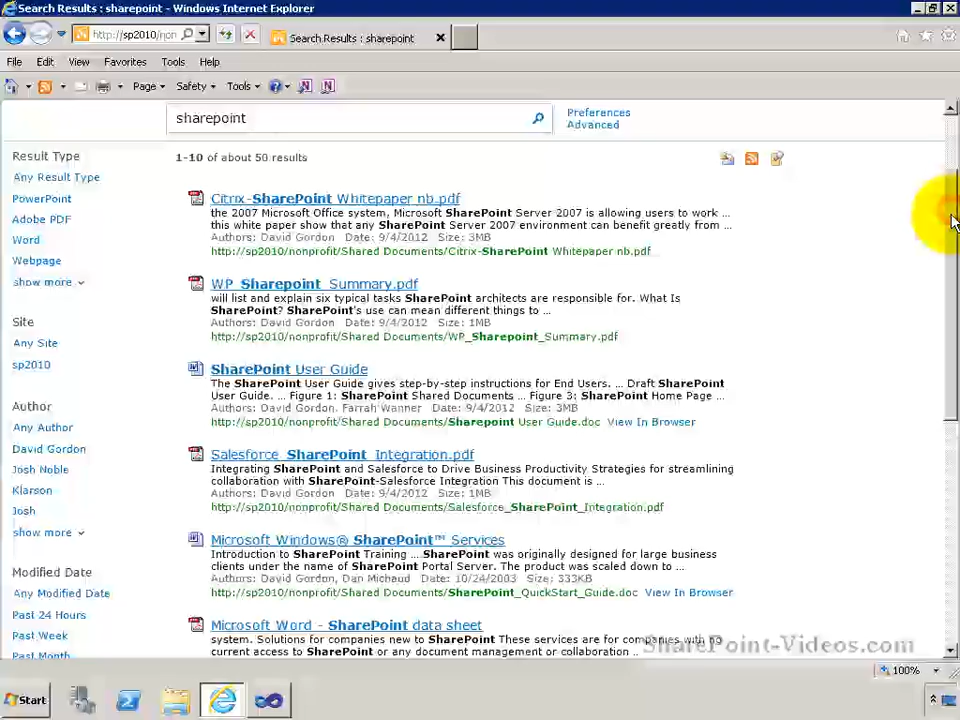 Search Results : sharepoint - Windows Internet Explorer
http://sp2010/non
Search Results : sharepoint
File Edit View Favorites Tools Help
Page Safety Tools
sharepoint
Preferences
Advanced
Result Type
Any Result Type
PowerPoint
Adobe PDF
Word
Webpage
show more
Site
Any Site
sp2010
Author
Any Author
David Gordon
Josh Noble
Klarson
Josh
show more
Modified Date
Any Modified Date
Past 24 Hours
Past Week
Past Month
1-10 of about 50 results
Citrix-SharePoint Whitepaper nb.pdf
the 2007 Microsoft Office system, Microsoft SharePoint Server 2007 is allowing users to work ...
this white paper show that any SharePoint Server 2007 environment can benefit greatly from ...
Authors: David Gordon Date: 9/4/2012 Size: 3MB
http://sp2010/nonprofit/Shared Documents/Citrix-SharePoint Whitepaper nb.pdf
WP_Sharepoint_Summary.pdf
will list and explain six typical tasks SharePoint architects are responsible for. What Is
SharePoint? SharePoint's use can mean different things to ...
Authors: David Gordon Date: 9/4/2012 Size: 1MB
http://sp2010/nonprofit/Shared Documents/WP_Sharepoint_Summary.pdf
SharePoint User Guide
The SharePoint User Guide gives step-by-step instructions for End Users. ... Draft SharePoint
User Guide. ... Figure 1: SharePoint Shared Documents ... Figure 3: SharePoint Home Page ...
Authors: David Gordon, Farrah Wanner Date: 9/4/2012 Size: 3MB
http://sp2010/nonprofit/Shared Documents/Sharepoint User Guide.doc View In Browser
Salesforce_SharePoint_Integration.pdf
Integrating SharePoint and Salesforce to Drive Business Productivity Strategies for streamlining
collaboration with SharePoint-Salesforce Integration This document is ...
Authors: David Gordon Date: 9/4/2012 Size: 1MB
http://sp2010/nonprofit/Shared Documents/Salesforce_SharePoint_Integration.pdf
Microsoft Windows® SharePoint™ Services
Introduction to SharePoint Training ... .SharePoint was originally designed for large business
clients under the name of SharePoint Portal Server. The product was scaled down to ...
Authors: David Gordon, Dan Michaud Date: 10/24/2003 Size: 333KB
http://sp2010/nonprofit/Shared Documents/SharePoint_QuickStart_Guide.doc View In Browser
Microsoft Word - SharePoint data sheet
system. Solutions for companies new to SharePoint These services are for companies with no
current access to SharePoint or any document management or collaboration ...
SharePoint-Videos.com
100%
Start